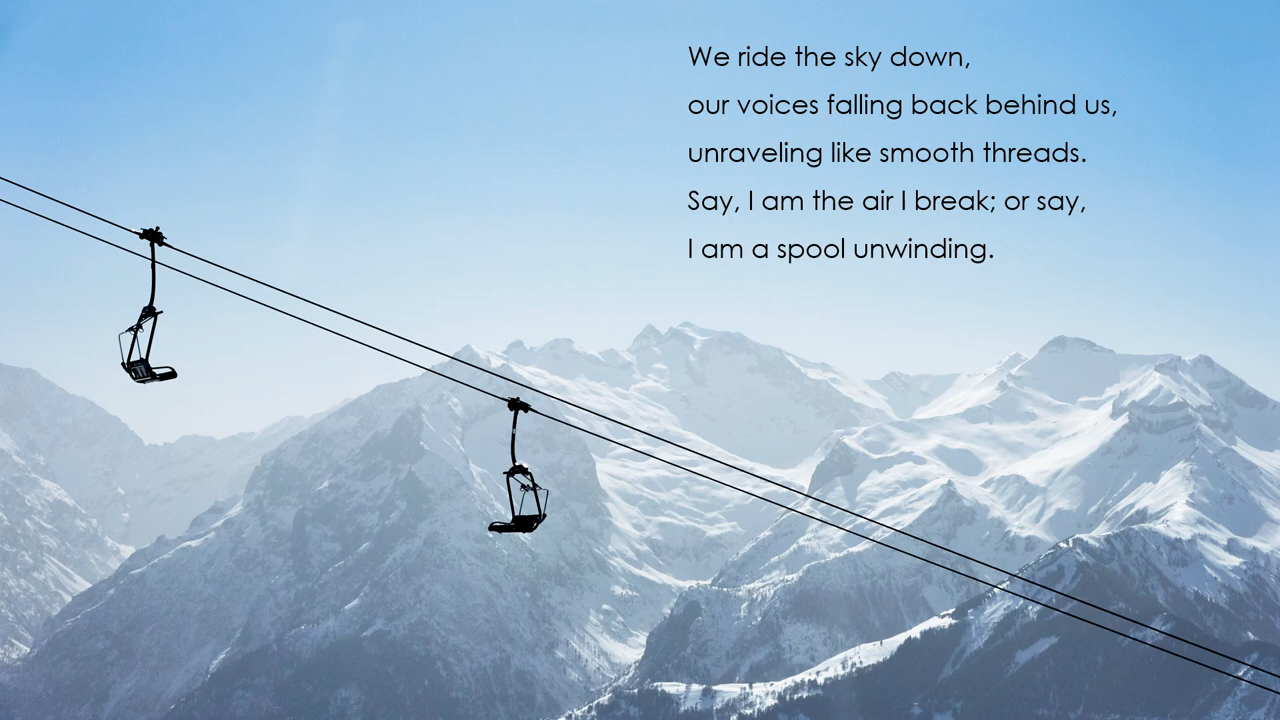 We ride the sky down,
our voices falling back behind us,
unraveling like smooth threads.
Say, I am the air I break; or say,
I am a spool unwinding.